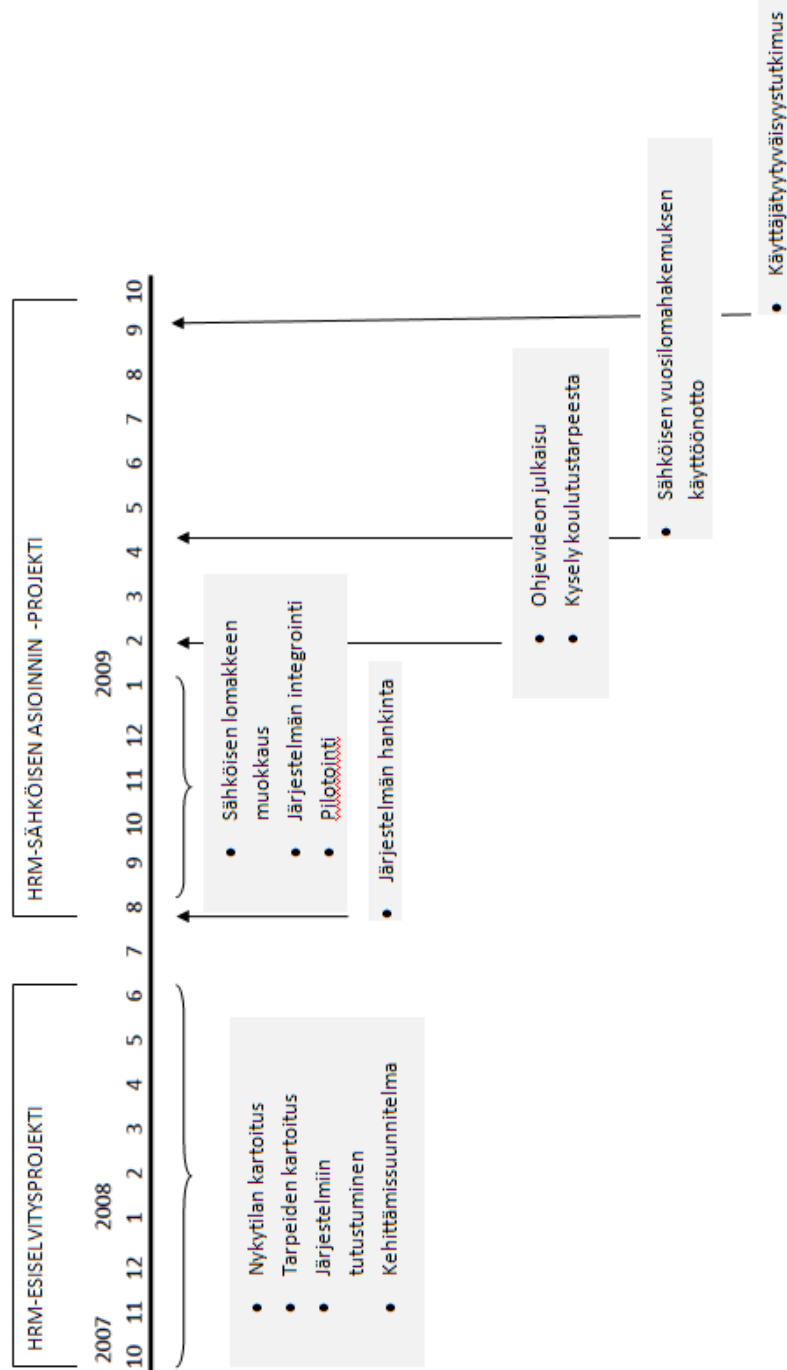 HRM-ESISELVITYSPROJEKTI
HRM-SÄHKÖISEN ASIOINNIN -PROJEKTI
2007 2008 2009
10 11 12 1 2 3 4 5 6 7 8 9 10 11 12 1 2 3 4 5 6 7 8 9 10
• Nykytilan kartoitus
• Tarpeiden kartoitus
• Järjestelmiin
tutustuminen
• Kehittämissuunnitelma
• Sähköisen lomakkeen
muokkaus
• Järjestelmän integrointi
• Pilotointi
• Järjestelmän hankinta
• Ohjevideon julkaisu
• Kysely koulutustarpeesta
• Sähköisen vuosilomahakemuksen
käyttöönotto
• Käyttäjätyytyväisyystutkimus